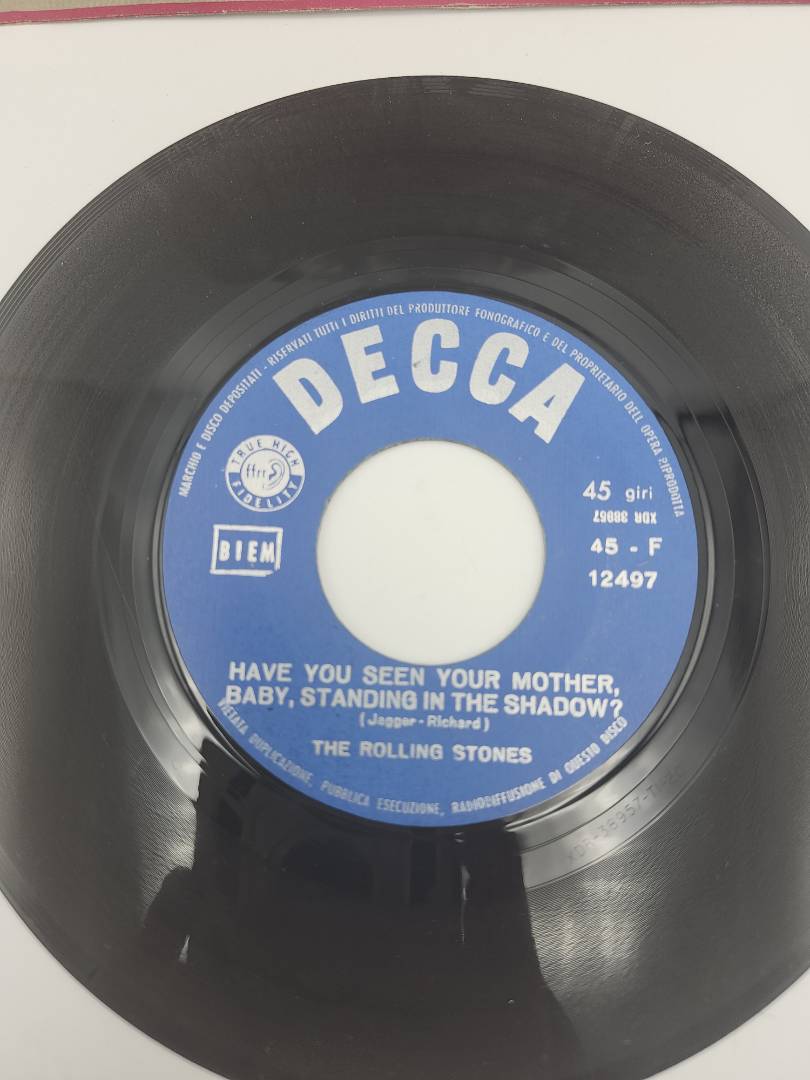 MARCHIO E DISCO DEPOSITATI - RISERVATI TUTTI I DIRITTI DEL PRODUTTORE FONOGRAFICO E DEL PROPRIETARIO DELL OPERA RIPRODOTTA
DECCA
TRUE HIGH
ffrr
FIDELITY
45 giri
XDR 38967
BIEM
45 - F
12497
HAVE YOU SEEN YOUR MOTHER,
BABY, STANDING IN THE SHADOW?
(Jagger - Richard)
THE ROLLING STONES
VIETATA DUPLICAZIONE, PUBBLICA ESECUZIONE, RADIODIFFUSIONE DI QUESTO DISCO